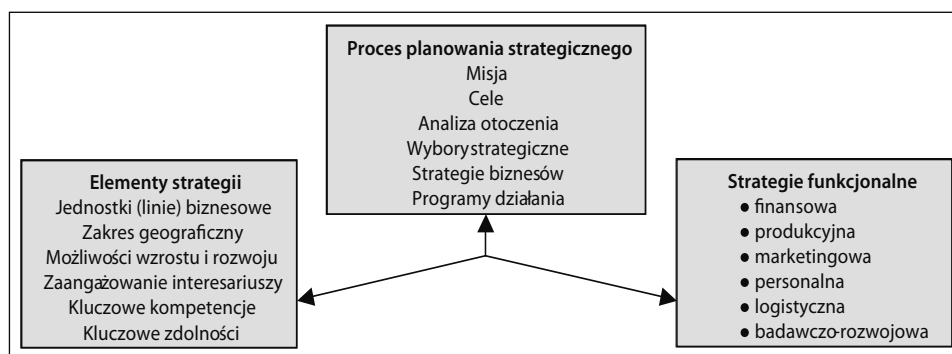 Proces planowania strategicznego
Misja
Cele
Analiza otoczenia
Wybory strategiczne
Strategie biznesów
Programy działania
Elementy strategii
Jednostki (linie) biznesowe
Zakres geograficzny
Możliwości wzrostu i rozwoju
Zaangażowanie interesariuszy
Kluczowe kompetencje
Kluczowe zdolności
Strategie funkcjonalne
● finansowa
● produkcyjna
● marketingowa
● personalna
● logistyczna
● badawczo-rozwojowa